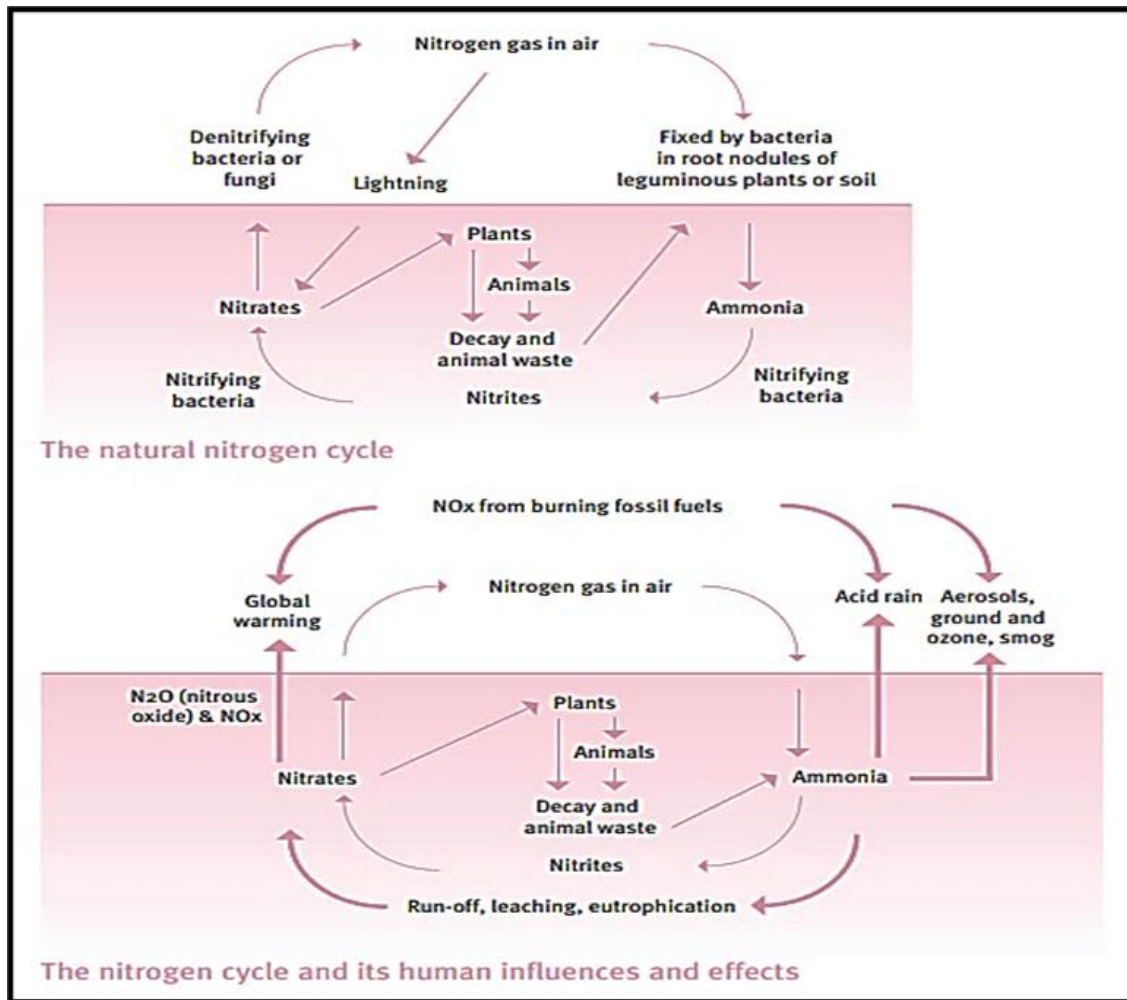 Nitrogen gas in air
Denitrifying
bacteria or
fungi
Lightning
Fixed by bacteria
in root nodules of
leguminous plants or soil
Plants
Animals
Nitrates
Ammonia
Decay and
animal waste
Nitrifying
bacteria
Nitrites
Nitrifying
bacteria
The natural nitrogen cycle
NOx from burning fossil fuels
Nitrogen gas in air
Global
warming
Acid rain
Aerosols,
ground and
ozone, smog
N2O (nitrous
oxide) & NOx
Plants
Animals
Nitrates
Ammonia
Decay and
animal waste
Nitrites
Run-off, leaching, eutrophication
The nitrogen cycle and its human influences and effects